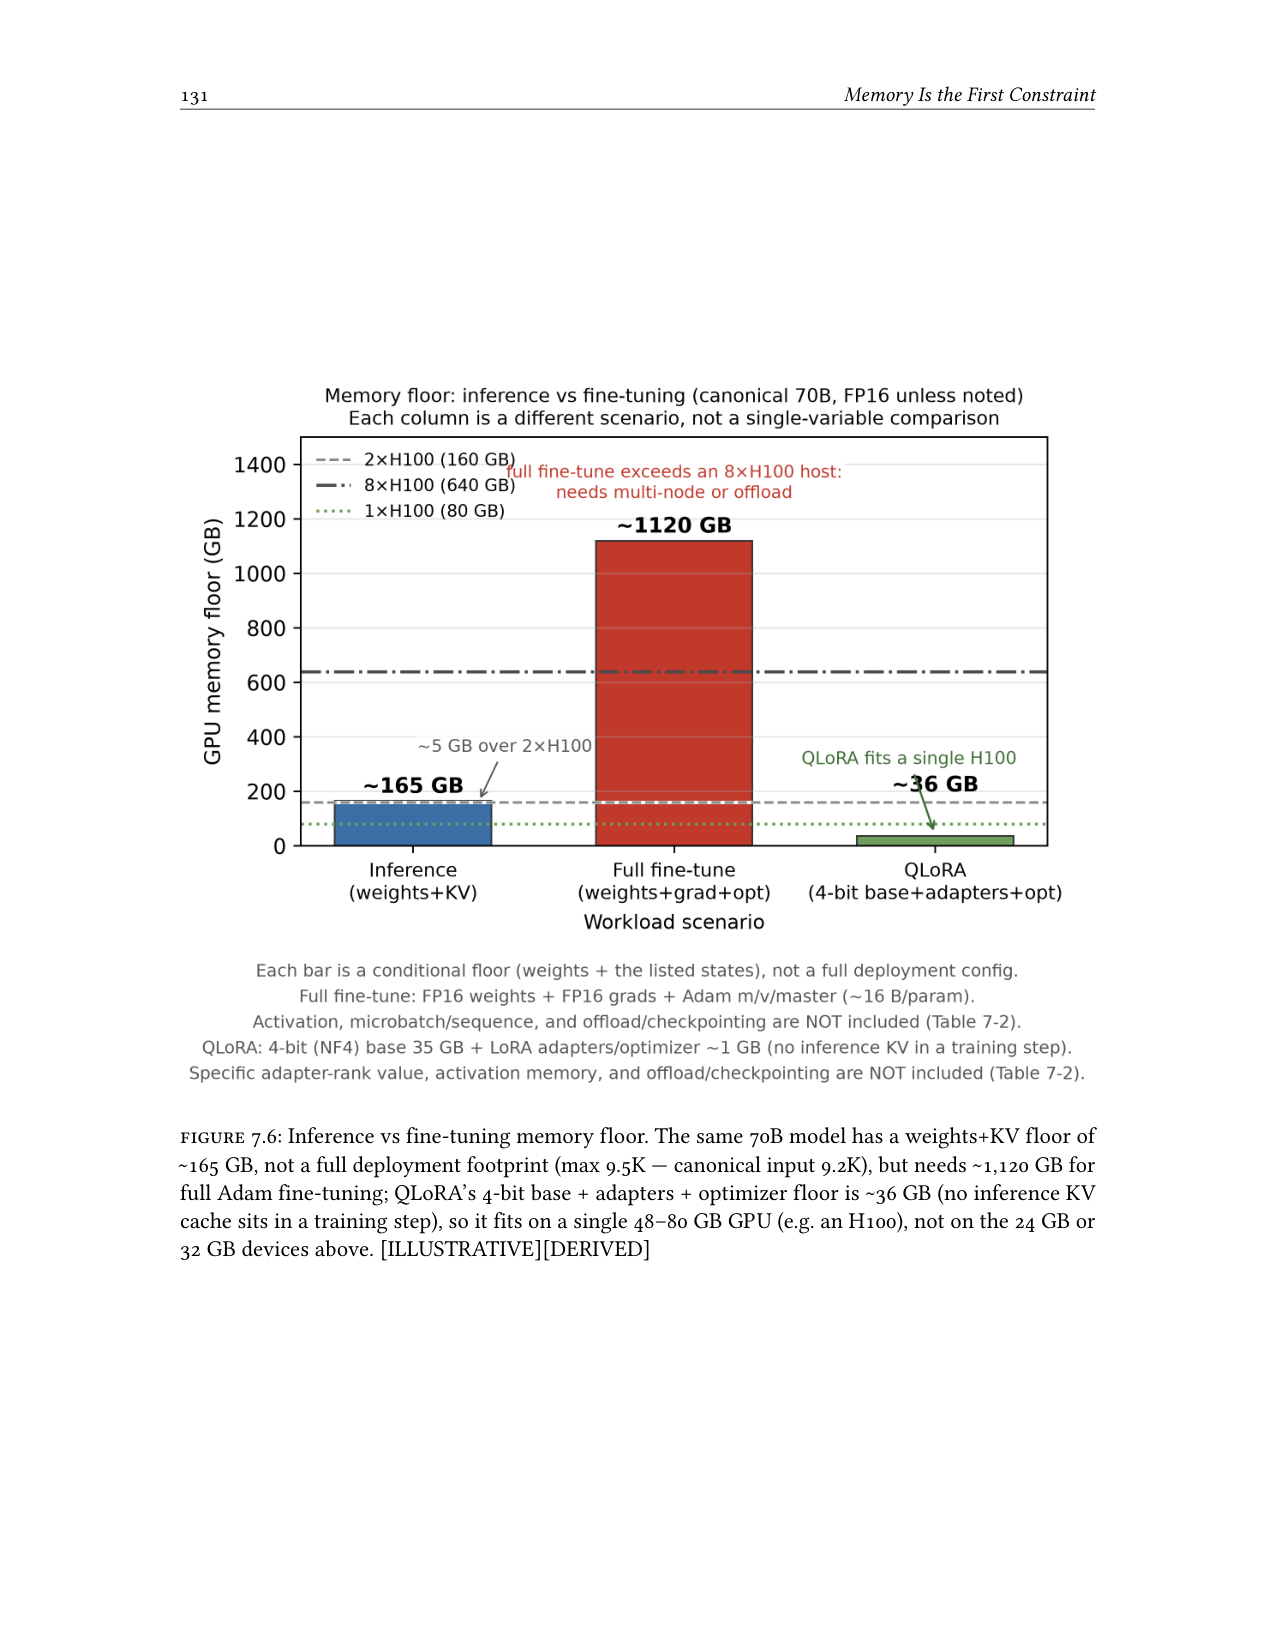 131 Memory Is the First Constraint
Memory floor: inference vs fine-tuning (canonical 70B, FP16 unless noted)
Each column is a different scenario, not a single-variable comparison
2×H100 (160 GB)
8×H100 (640 GB)
1×H100 (80 GB)
full fine-tune exceeds an 8×H100 host:
needs multi-node or offload
~1120 GB
~5 GB over 2×H100
~165 GB
QLoRA fits a single H100
~36 GB
GPU memory floor (GB)
1400
1200
1000
800
600
400
200
0
Inference
(weights+KV)
Full fine-tune
(weights+grad+opt)
QLoRA
(4-bit base+adapters+opt)
Workload scenario
Each bar is a conditional floor (weights + the listed states), not a full deployment config.
Full fine-tune: FP16 weights + FP16 grads + Adam m/v/master (~16 B/param).
Activation, microbatch/sequence, and offload/checkpointing are NOT included (Table 7-2).
QLoRA: 4-bit (NF4) base 35 GB + LoRA adapters/optimizer ~1 GB (no inference KV in a training step).
Specific adapter-rank value, activation memory, and offload/checkpointing are NOT included (Table 7-2).
FIGURE 7.6: Inference vs fine-tuning memory floor. The same 70B model has a weights+KV floor of
~165 GB, not a full deployment footprint (max 9.5K — canonical input 9.2K), but needs ~1,120 GB for
full Adam fine-tuning; QLoRA's 4-bit base + adapters + optimizer floor is ~36 GB (no inference KV
cache sits in a training step), so it fits on a single 48–80 GB GPU (e.g. an H100), not on the 24 GB or
32 GB devices above. [ILLUSTRATIVE][DERIVED]